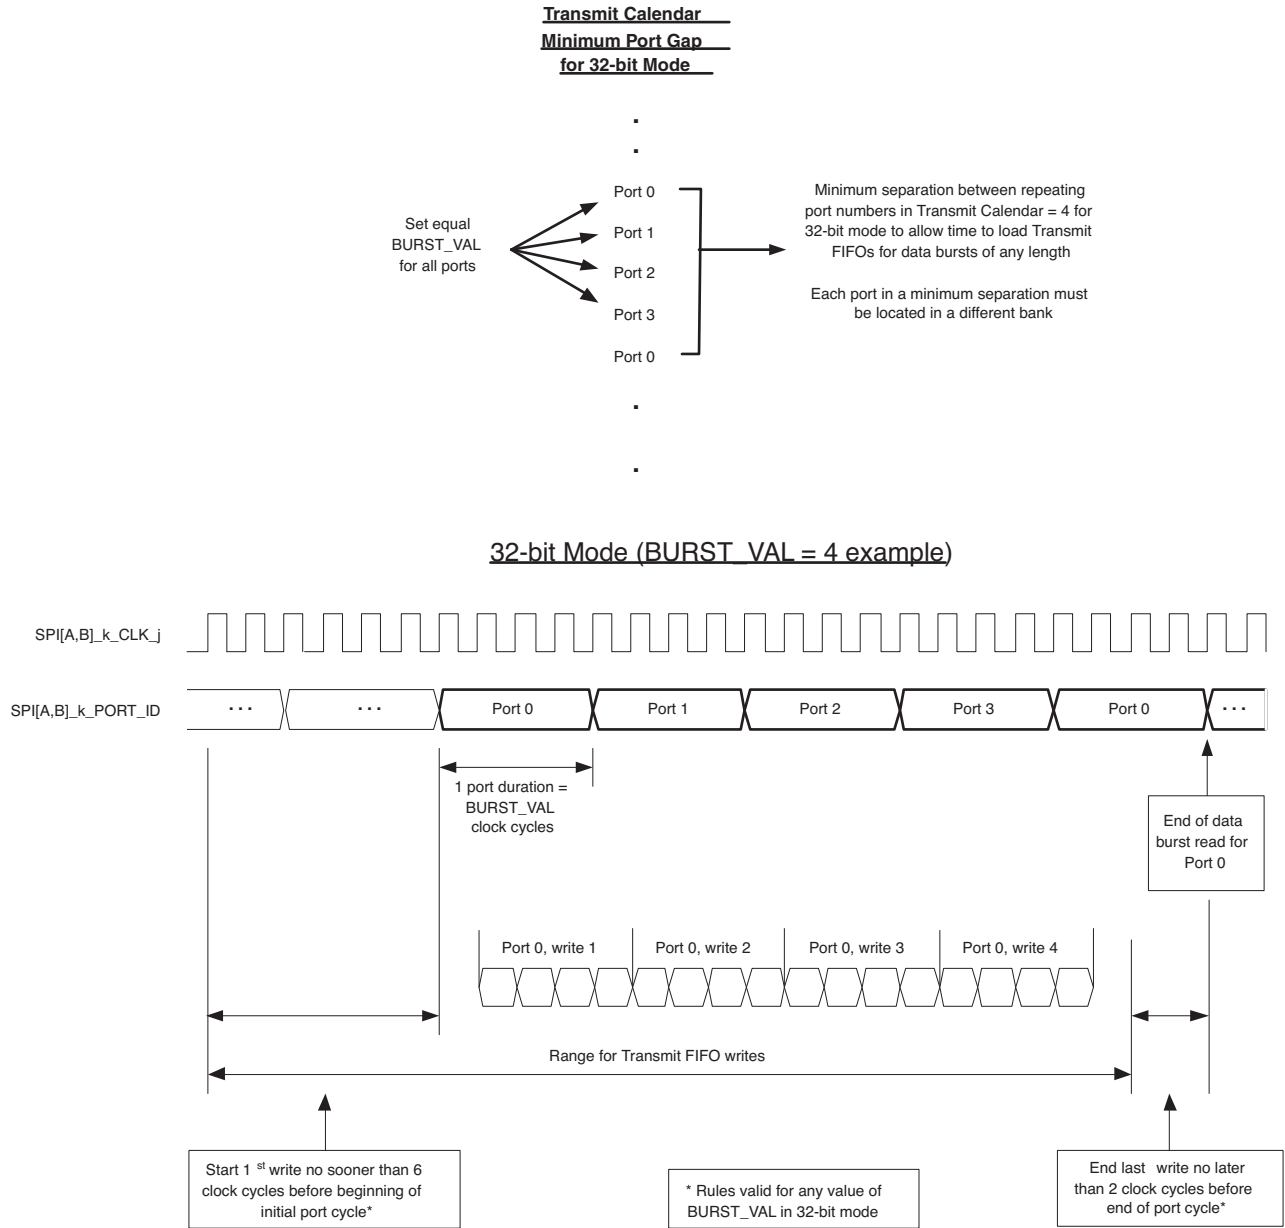 Transmit Calendar
Minimum Port Gap
for 32-bit Mode
.
.
Port 0
Port 1
Port 2
Port 3
Port 0
.
.
Set equal
BURST_VAL
for all ports
Minimum separation between repeating
port numbers in Transmit Calendar = 4 for
32-bit mode to allow time to load Transmit
FIFOs for data bursts of any length
Each port in a minimum separation must
be located in a different bank
32-bit Mode (BURST_VAL = 4 example)
SPI[A,B]_k_CLK_j
SPI[A,B]_k_PORT_ID
... ... Port 0 Port 1 Port 2 Port 3 Port 0 ...
1 port duration =
BURST_VAL
clock cycles
End of data
burst read for
Port 0
Port 0, write 1 Port 0, write 2 Port 0, write 3 Port 0, write 4
Range for Transmit FIFO writes
Start 1 st write no sooner than 6
clock cycles before beginning of
initial port cycle*
* Rules valid for any value of
BURST_VAL in 32-bit mode
End last write no later
than 2 clock cycles before
end of port cycle*